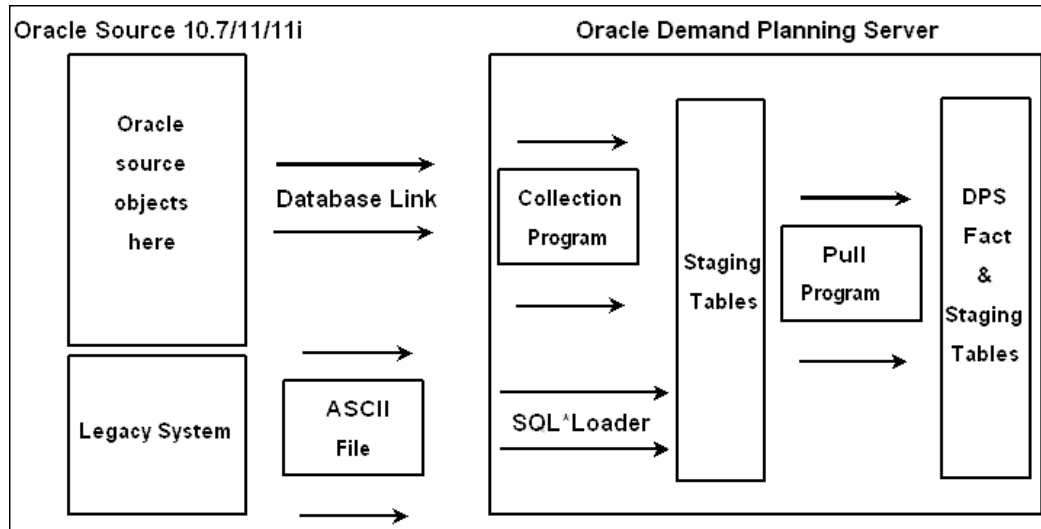 Oracle Source 10.7/11/11i
Oracle Demand Planning Server
Oracle
source
objects
here
Database Link
Collection
Program
Staging
Tables
Pull
Program
DPS
Fact
&
Staging
Tables
Legacy System
ASCII
File
SQL*Loader